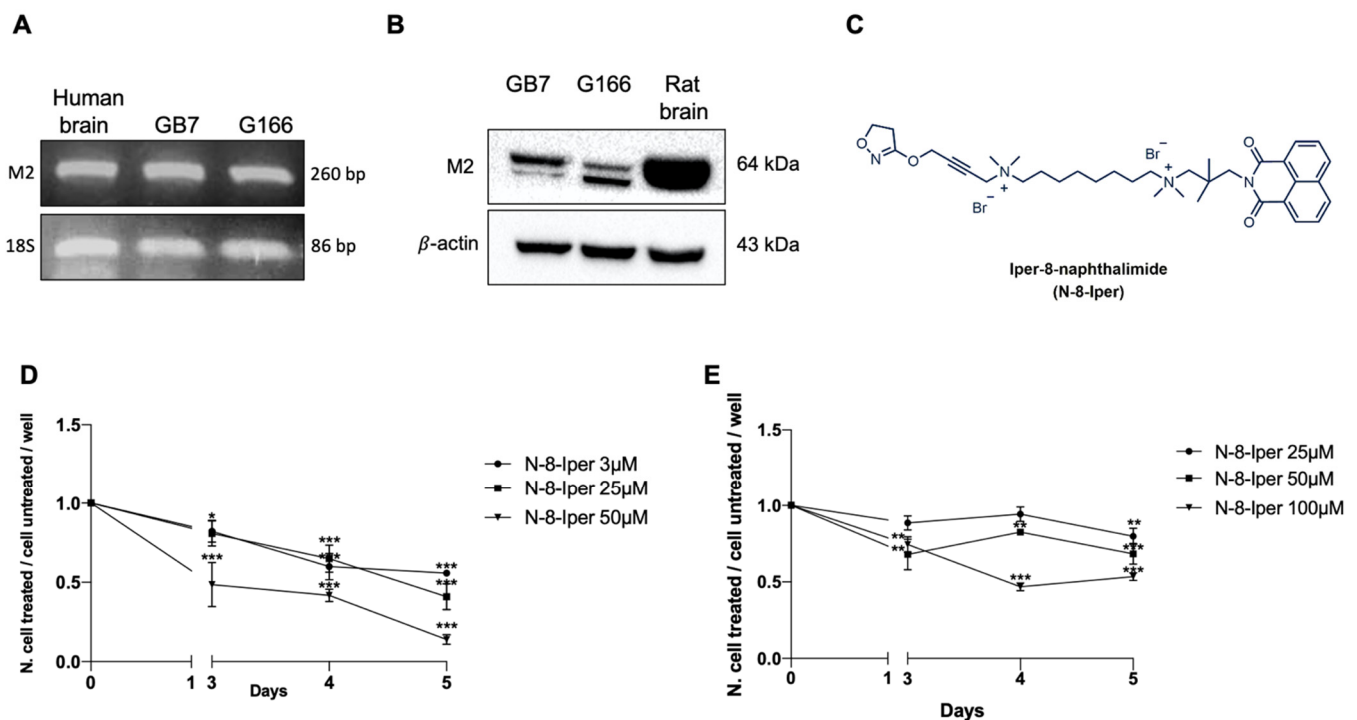 A
Human
brain
GB7
G166
M2
260 bp
18S
86 bp
B
GB7
G166
Rat
brain
M2
64 kDa
β-actin
43 kDa
C
O
N
O
N
+
Br−
Br−
+
N
O
N
O
Iper-8-naphthalimide
(N-8-Iper)
D
N. cell treated / cell untreated / well
1.5
1.0
0.5
0.0
*
***
***
***
***
***
***
***
0
1
3
4
5
Days
N-8-Iper 3µM
N-8-Iper 25µM
N-8-Iper 50µM
E
N. cell treated / cell untreated / well
1.5
1.0
0.5
0.0
**
**
**
***
**
***
***
0
1
3
4
5
Days
N-8-Iper 25µM
N-8-Iper 50µM
N-8-Iper 100µM